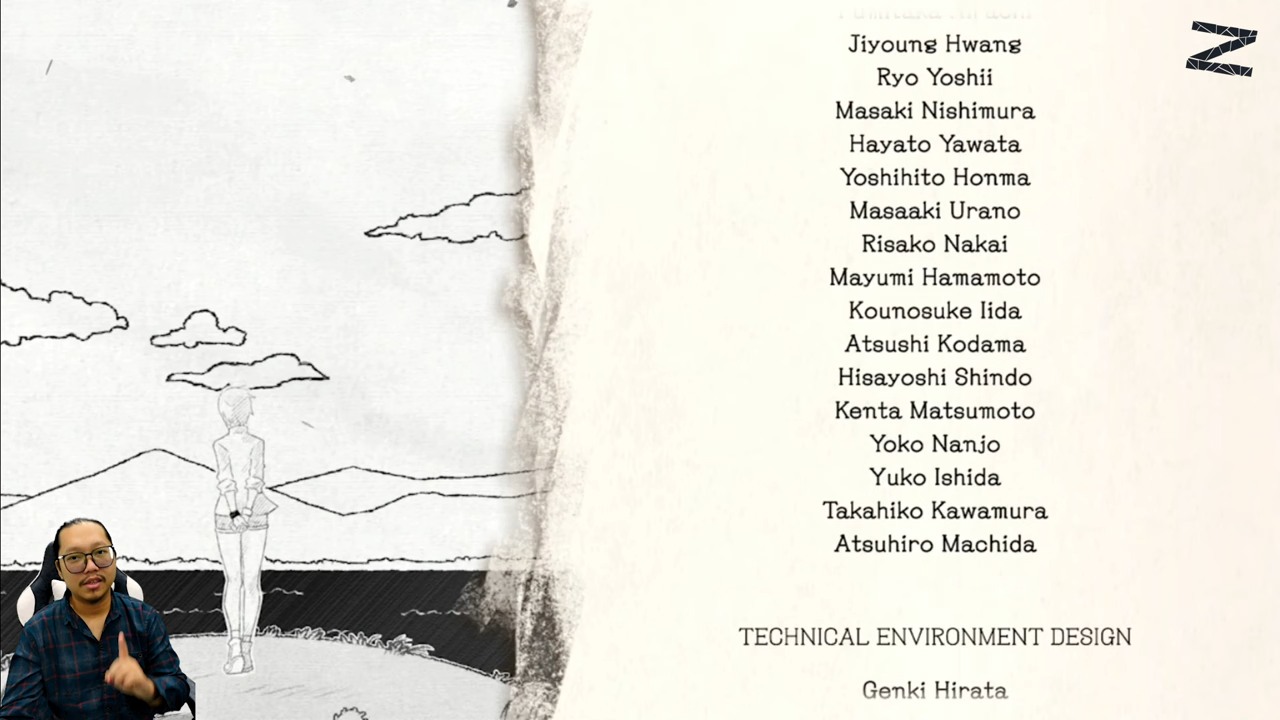 Jiyoung Hwang
Ryo Yoshii
Masaki Nishimura
Hayato Yawata
Yoshihito Honma
Masaaki Urano
Risako Nakai
Mayumi Hamamoto
Kounosuke Iida
Atsushi Kodama
Hisayoshi Shindo
Kenta Matsumoto
Yoko Nanjo
Yuko Ishida
Takahiko Kawamura
Atsuhiro Machida
TECHNICAL ENVIRONMENT DESIGN
Genki Hirata